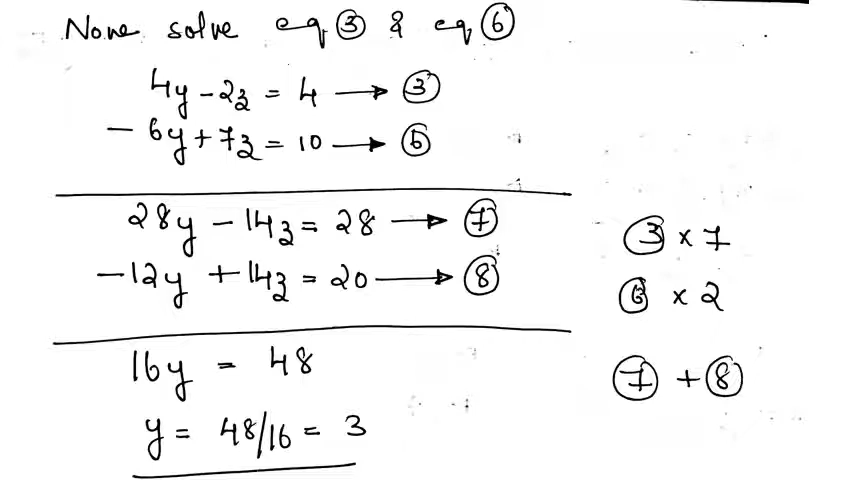 None solve eq ③ & eq ⑥
4y - 2z = 4 → ③
- 6y + 7z = 10 → ⑥
28y - 14z = 28 → ⑦
③ x 7
-12y + 14z = 20 → ⑧
⑥ x 2
16y = 48
⑦ + ⑧
y = 48/16 = 3